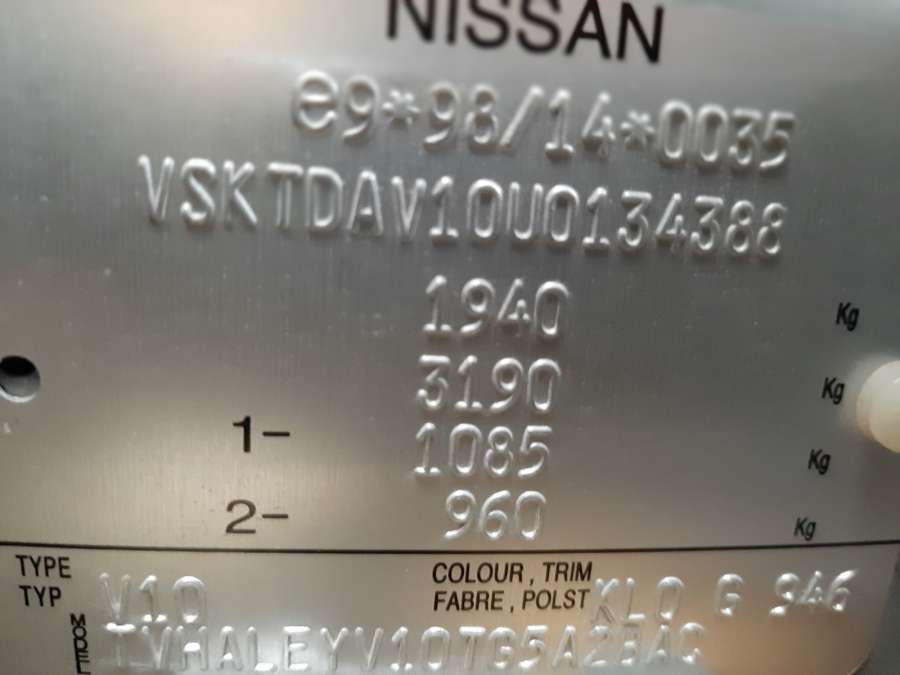 NISSAN
e9*98/14*0035
VSKTDAV10U0134388
1940 Kg
3190 Kg
1- 1085 Kg
2- 960 Kg
TYPE COLOUR, TRIM
TYP V10 FABRE, POLST KL0 G 946
MODEL TVHALEYV10TG5A2BAC